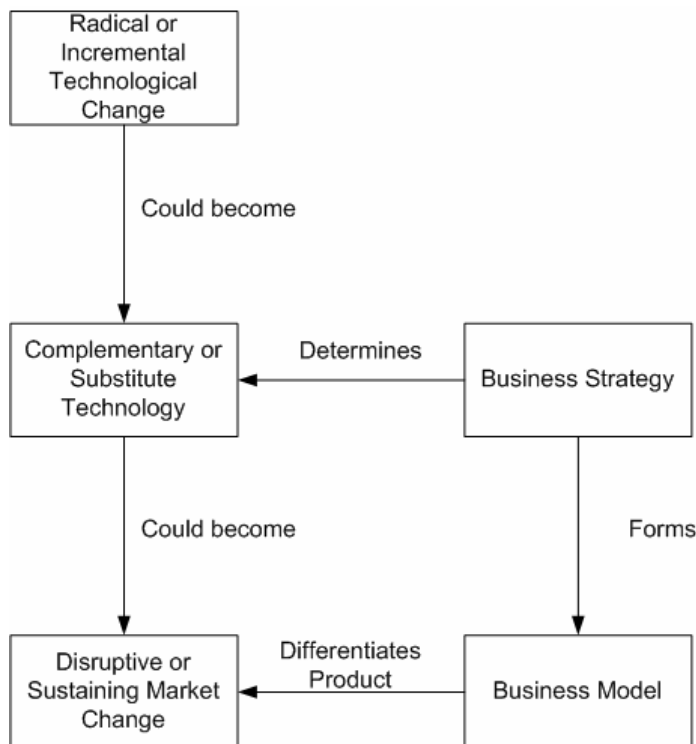 Radical or
Incremental
Technological
Change
Could become
Complementary or
Substitute
Technology
Determines
Business Strategy
Could become
Forms
Disruptive or
Sustaining Market
Change
Differentiates
Product
Business Model